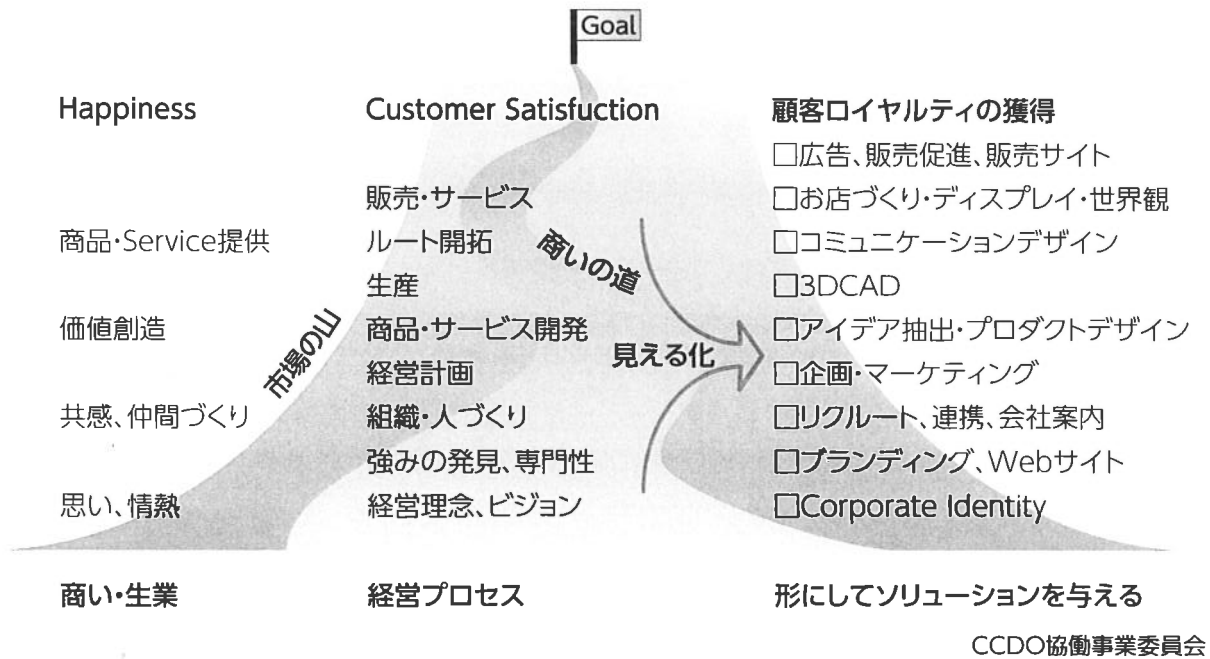 Goal
Happiness
Customer Satisfuction
顧客ロイヤルティの獲得
□広告、販売促進、販売サイト
販売・サービス
□お店づくり・ディスプレイ・世界観
商品・Service提供
ルート開拓
商いの道
□コミュニケーションデザイン
生産
□3DCAD
価値創造
市場の山
商品・サービス開発
見える化
□アイデア抽出・プロダクトデザイン
経営計画
□企画・マーケティング
共感、仲間づくり
組織・人づくり
□リクルート、連携、会社案内
強みの発見、専門性
□ブランディング、Webサイト
思い、情熱
経営理念、ビジョン
□Corporate Identity
商い・生業
経営プロセス
形にしてソリューションを与える
CCDO協働事業委員会